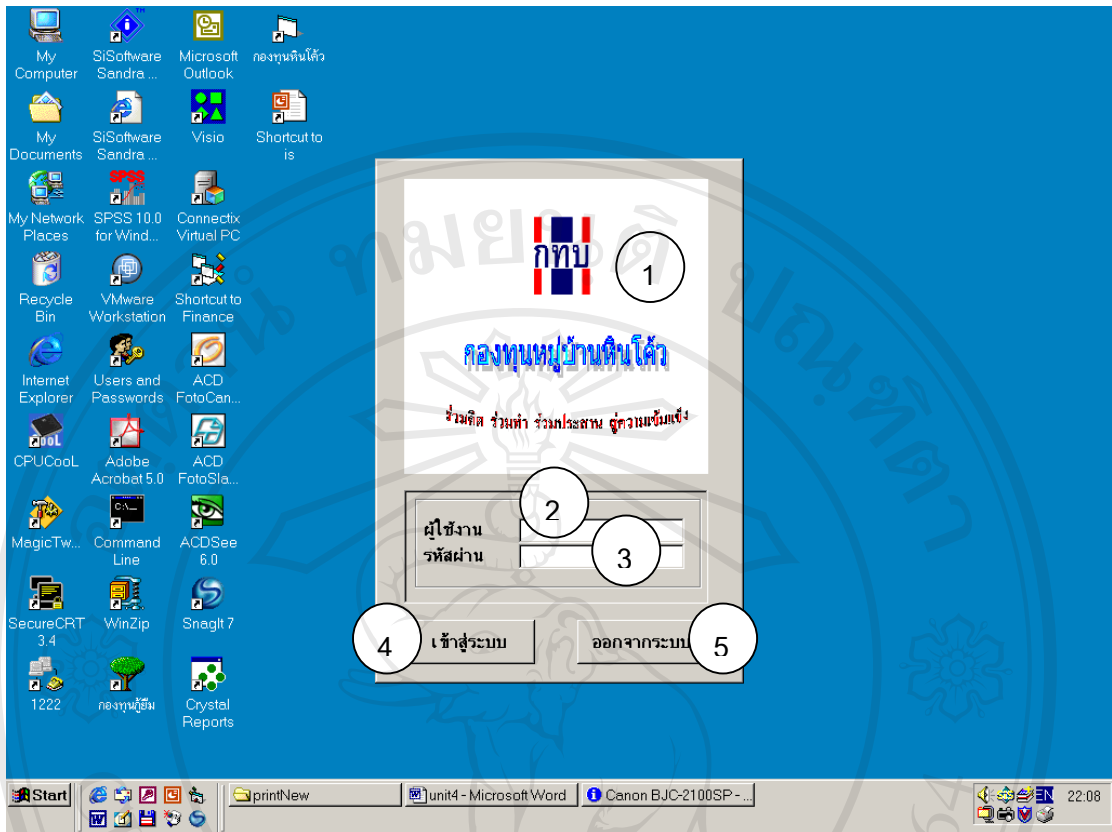 My Computer
SiSoftware Sandra ...
Microsoft Outlook
กองทุนหินโค้ว
My Documents
SiSoftware Sandra ...
Visio
Shortcut to is
My Network Places
SPSS
SPSS 10.0 for Wind...
Connectix Virtual PC
Recycle Bin
VMware Workstation
Shortcut to Finance
Internet Explorer
Users and Passwords
ACD FotoCan...
CPUCooL
Adobe Acrobat 5.0
ACD FotoSla...
MagicTw...
Command Line
ACDSee 6.0
SecureCRT 3.4
WinZip
SnagIt 7
1222
กองทุนกู้ยืม
Crystal Reports
กทบ
1
กองทุนหมู่บ้านหินโค้ว
ร่วมคิด ร่วมทำ ร่วมประสาน สู่ความเข้มแข็ง
2
ผู้ใช้งาน
รหัสผ่าน
3
4
เข้าสู่ระบบ
ออกจากระบบ
5
Start
printNew
unit4 - Microsoft Word
Canon BJC-2100SP - ...
EN
22:08